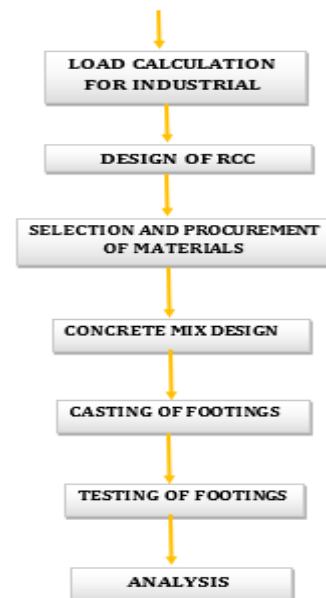 LOAD CALCULATION
FOR INDUSTRIAL
DESIGN OF RCC
SELECTION AND PROCUREMENT
OF MATERIALS
CONCRETE MIX DESIGN
CASTING OF FOOTINGS
TESTING OF FOOTINGS
ANALYSIS